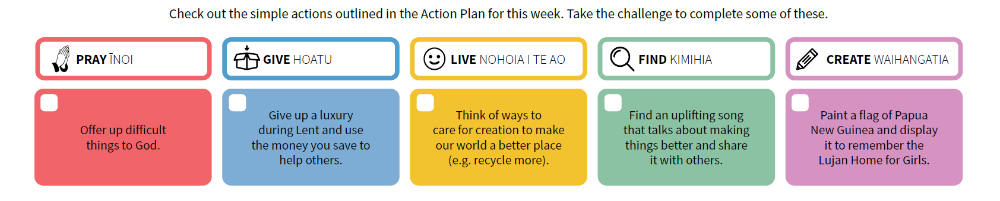 Check out the simple actions outlined in the Action Plan for this week. Take the challenge to complete some of these.
PRAY ĪNOI
Offer up difficult
things to God.
GIVE HOATU
Give up a luxury
during Lent and use
the money you save to
help others.
LIVE NOHOIA I TE AO
Think of ways to
care for creation to make
our world a better place
(e.g. recycle more).
FIND KIMIHIA
Find an uplifting song
that talks about making
things better and share
it with others.
CREATE WAIHANGATIA
Paint a flag of Papua
New Guinea and display
it to remember the
Lujan Home for Girls.